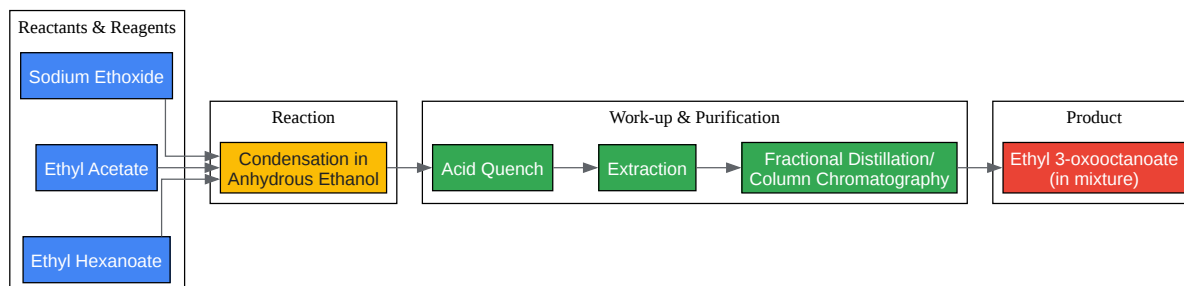 Reactants & Reagents
Sodium Ethoxide
Ethyl Acetate
Ethyl Hexanoate
Reaction
Condensation in
Anhydrous Ethanol
Work-up & Purification
Acid Quench
Extraction
Fractional Distillation/
Column Chromatography
Product
Ethyl 3-oxooctanoate
(in mixture)